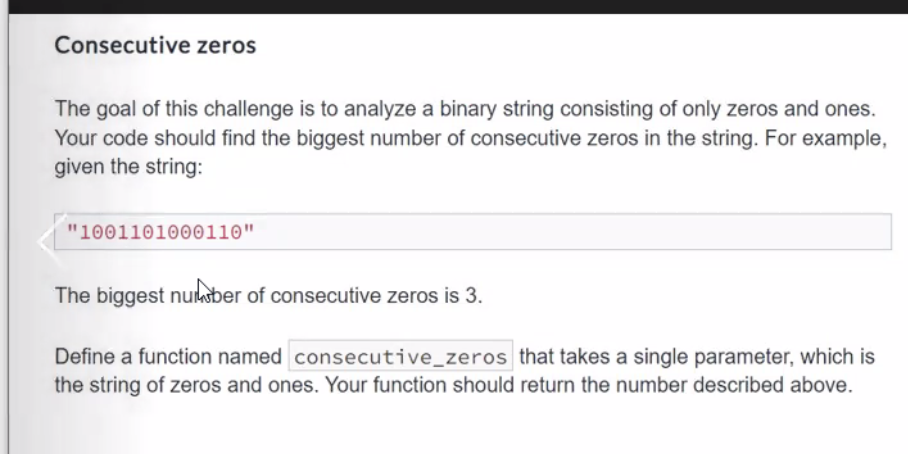 Consecutive zeros
The goal of this challenge is to analyze a binary string consisting of only zeros and ones.
Your code should find the biggest number of consecutive zeros in the string. For example,
given the string:
"1001101000110"
The biggest number of consecutive zeros is 3.
Define a function named consecutive_zeros that takes a single parameter, which is
the string of zeros and ones. Your function should return the number described above.